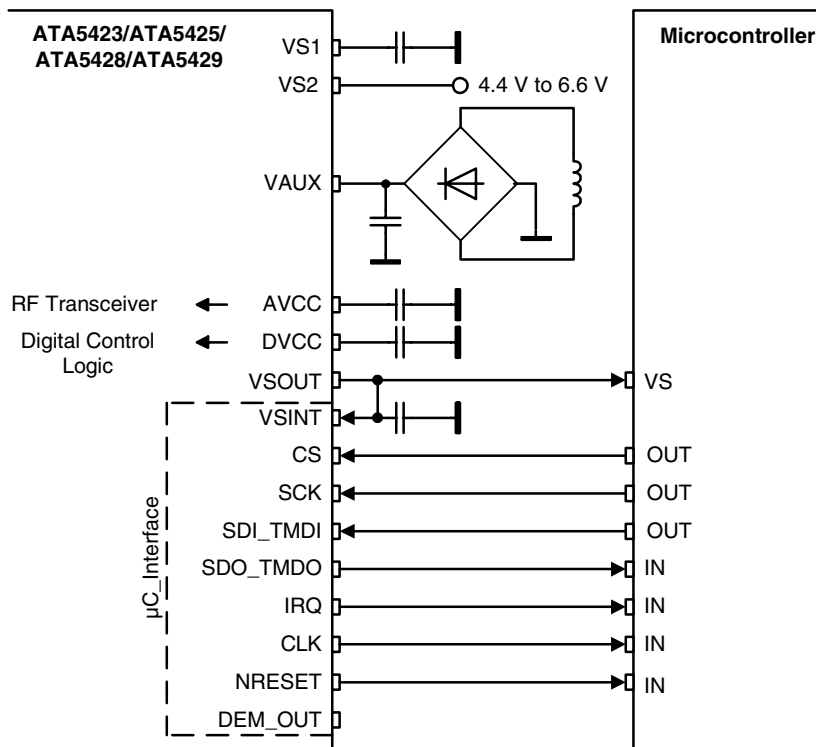 ATA5423/ATA5425/
ATA5428/ATA5429
Microcontroller
VS1
VS2
4.4 V to 6.6 V
VAUX
RF Transceiver
AVCC
Digital Control
Logic
DVCC
VSOUT
VS
VSINT
CS
OUT
SCK
OUT
SDI_TMDI
OUT
SDO_TMDO
IN
IRQ
IN
CLK
IN
NRESET
IN
DEM_OUT
µC_Interface